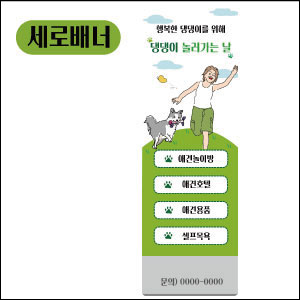 세로배너
행복한 댕댕이를 위해
댕댕이 놀러가는 날
애견놀이방
애견호텔
애견용품
셀프목욕
문의) 0000-0000